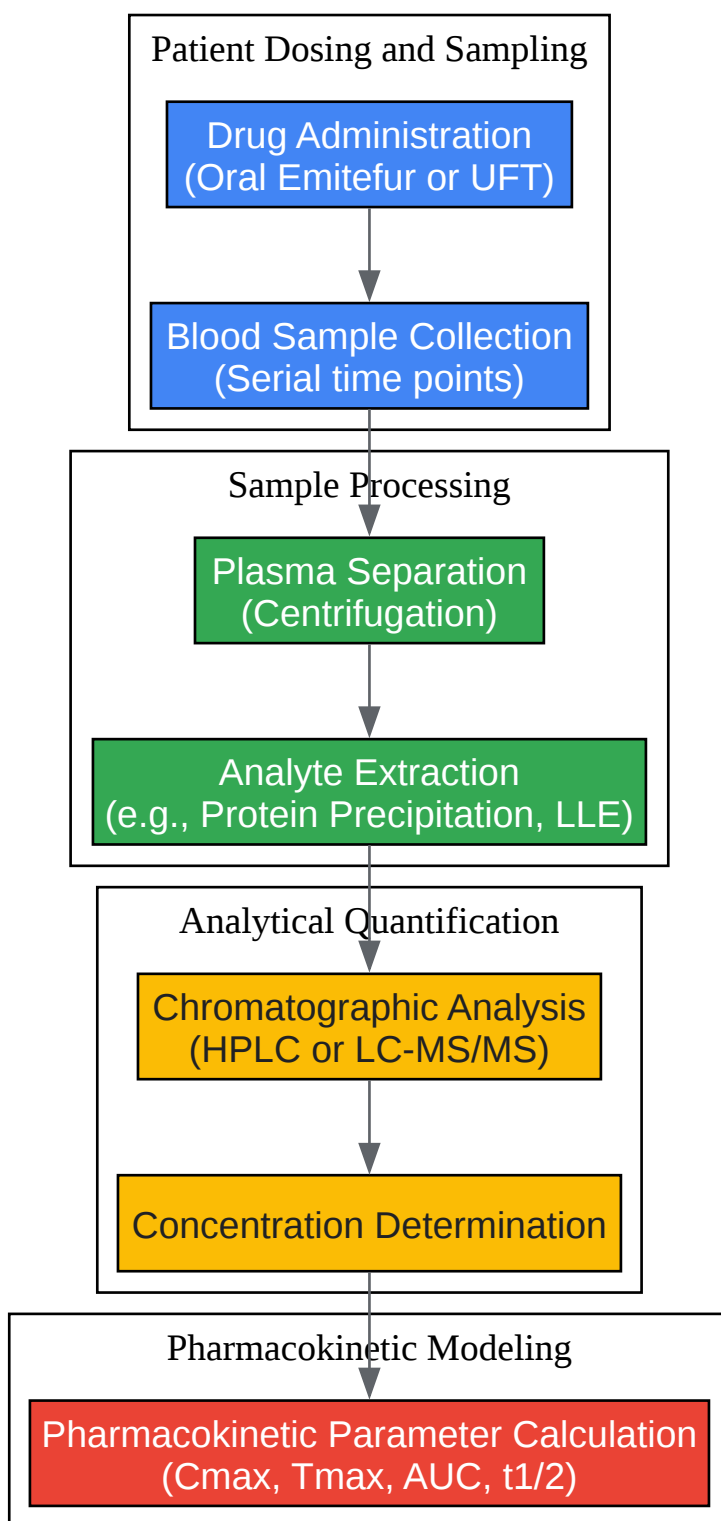 Patient Dosing and Sampling
Drug Administration
(Oral Emitefur or UFT)
Blood Sample Collection
(Serial time points)
Sample Processing
Plasma Separation
(Centrifugation)
Analyte Extraction
(e.g., Protein Precipitation, LLE)
Analytical Quantification
Chromatographic Analysis
(HPLC or LC-MS/MS)
Concentration Determination
Pharmacokinetic Modeling
Pharmacokinetic Parameter Calculation
(Cmax, Tmax, AUC, t1/2)